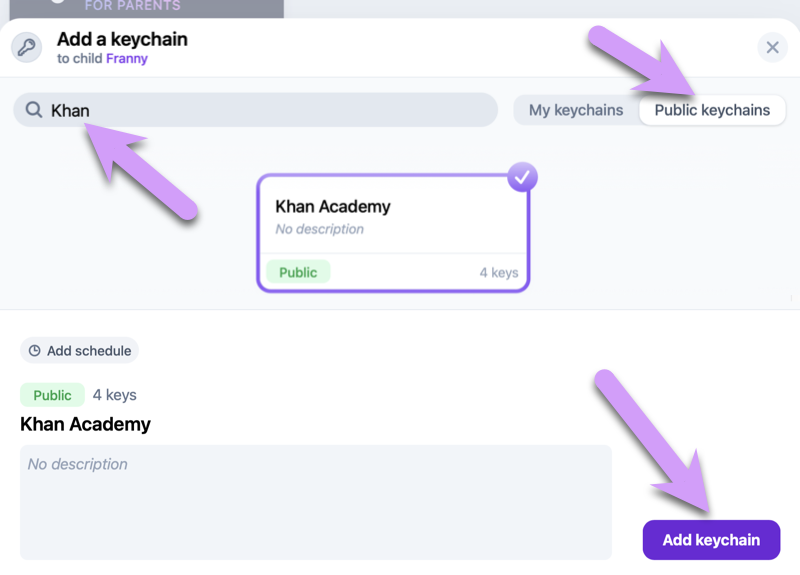 FOR PARENTS
Add a keychain
to child Franny
Khan
My keychains
Public keychains
Khan Academy
No description
Public
4 keys
Add schedule
Public 4 keys
Khan Academy
No description
Add keychain